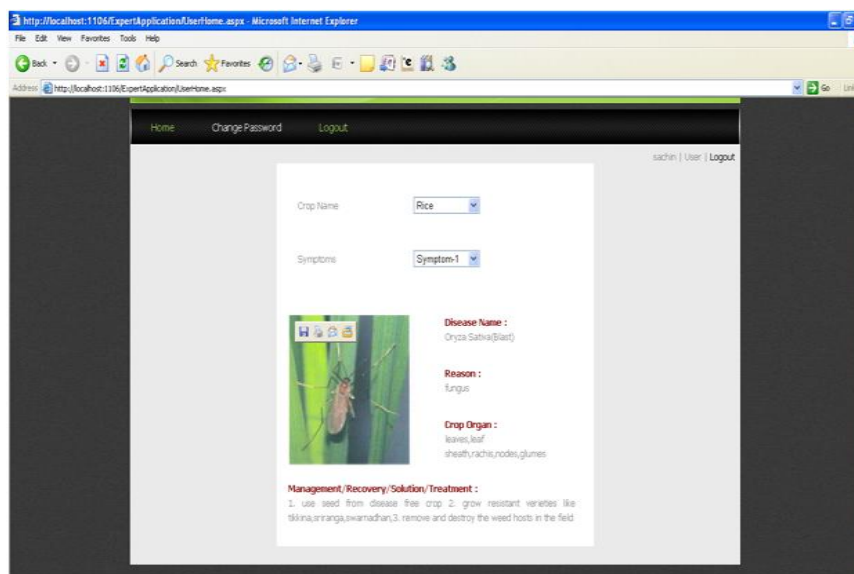 http://localhost:1106/ExpertApplication/UserHome.aspx - Microsoft Internet Explorer
File Edit View Favorites Tools Help
Back Search Favorites
Address http://localhost:1106/ExpertApplication/UserHome.aspx Go Link
Home Change Password Logout
sachin | User | Logout
Crop Name Rice
Symptoms Symptom-1
Disease Name :
Oryza Sativa(Blast)
Reason :
fungus
Crop Organ :
leaves,leaf
sheath,rachis,nodes,glumes
Management/Recovery/Solution/Treatment :
1. use seed from disease free crop 2. grow resistant verieties like
tikkina,sriranga,swarnadhan,3. remove and destroy the weed hosts in the field